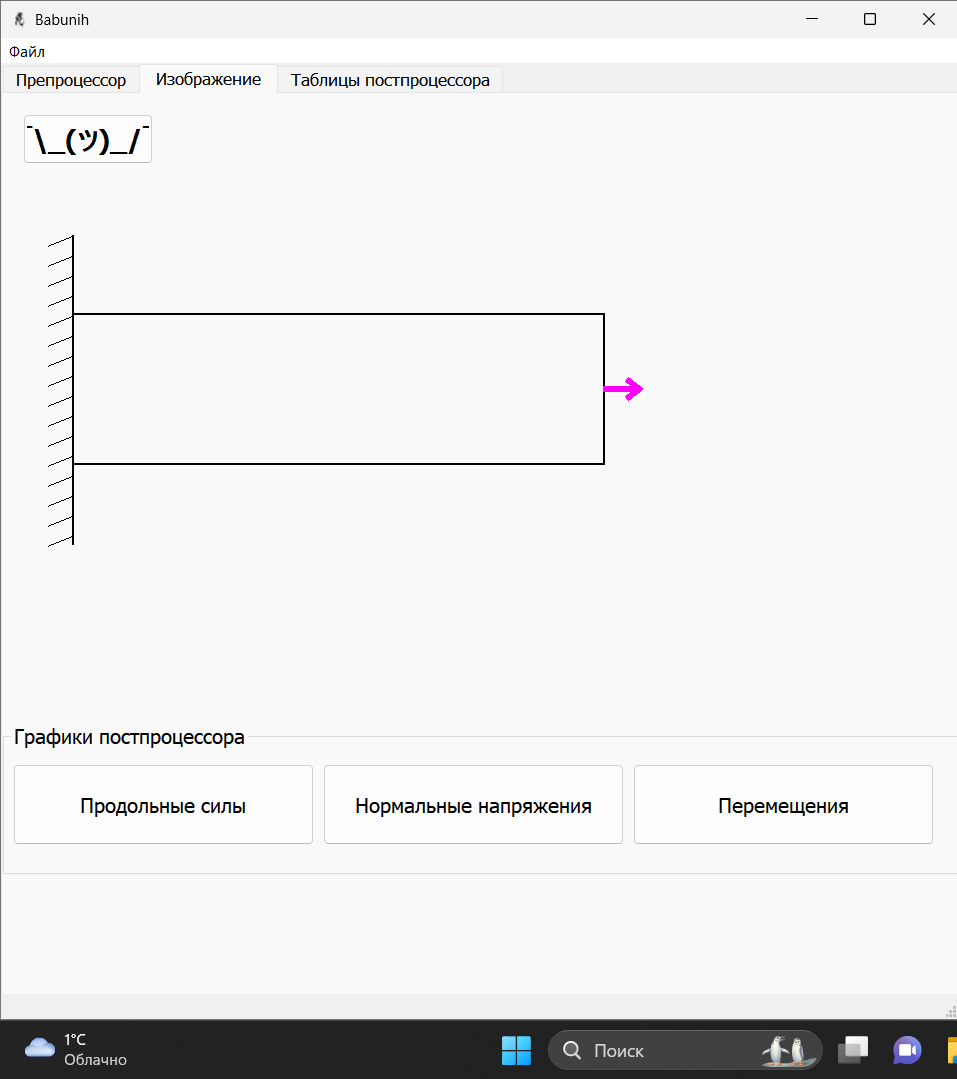 Babunih
Файл
Препроцессор Изображение Таблицы постпроцессора
¯\_(ツ)_/¯
Графики постпроцессора
Продольные силы Нормальные напряжения Перемещения
1°C
Облачно
Поиск